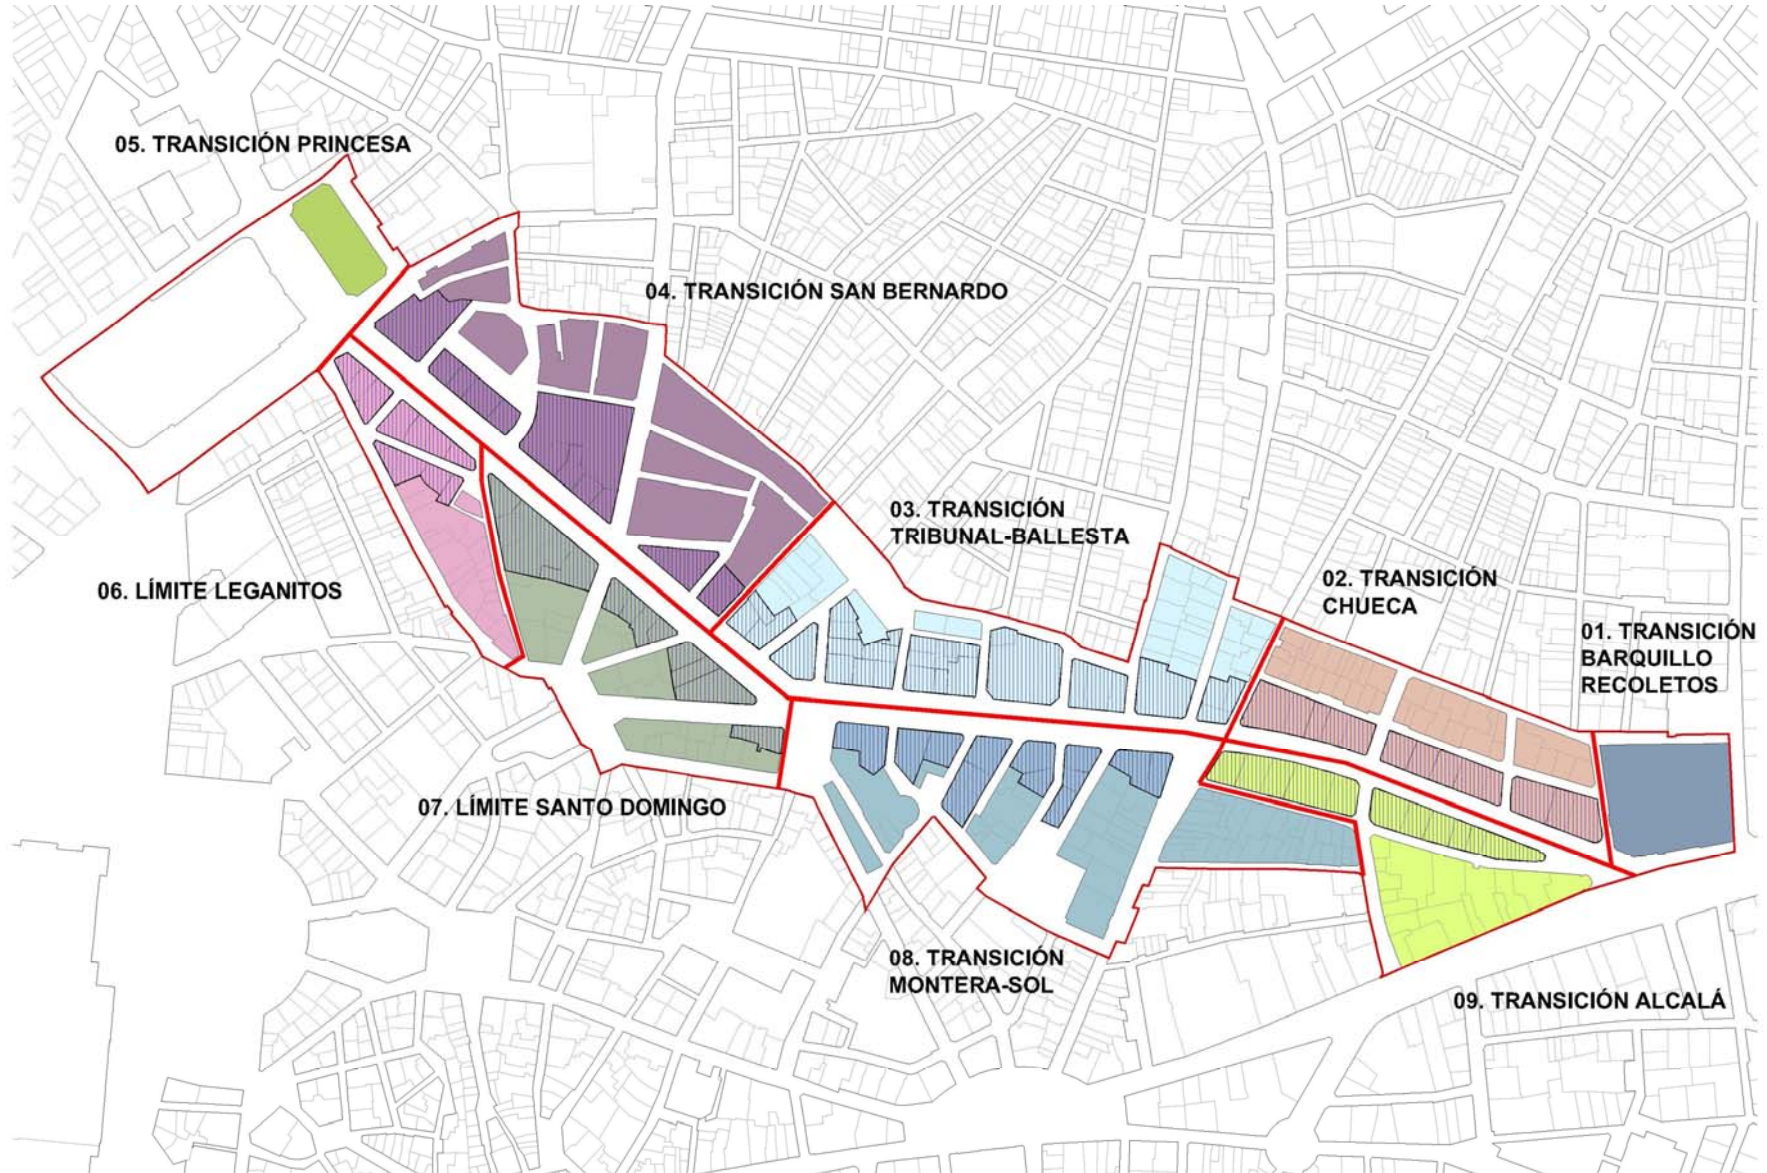 05. TRANSICIÓN PRINCESA
04. TRANSICIÓN SAN BERNARDO
03. TRANSICIÓN
TRIBUNAL-BALLESTA
02. TRANSICIÓN
CHUECA
01. TRANSICIÓN
BARQUILLO
RECOLETOS
06. LÍMITE LEGANITOS
07. LÍMITE SANTO DOMINGO
08. TRANSICIÓN
MONTERA-SOL
09. TRANSICIÓN ALCALÁ